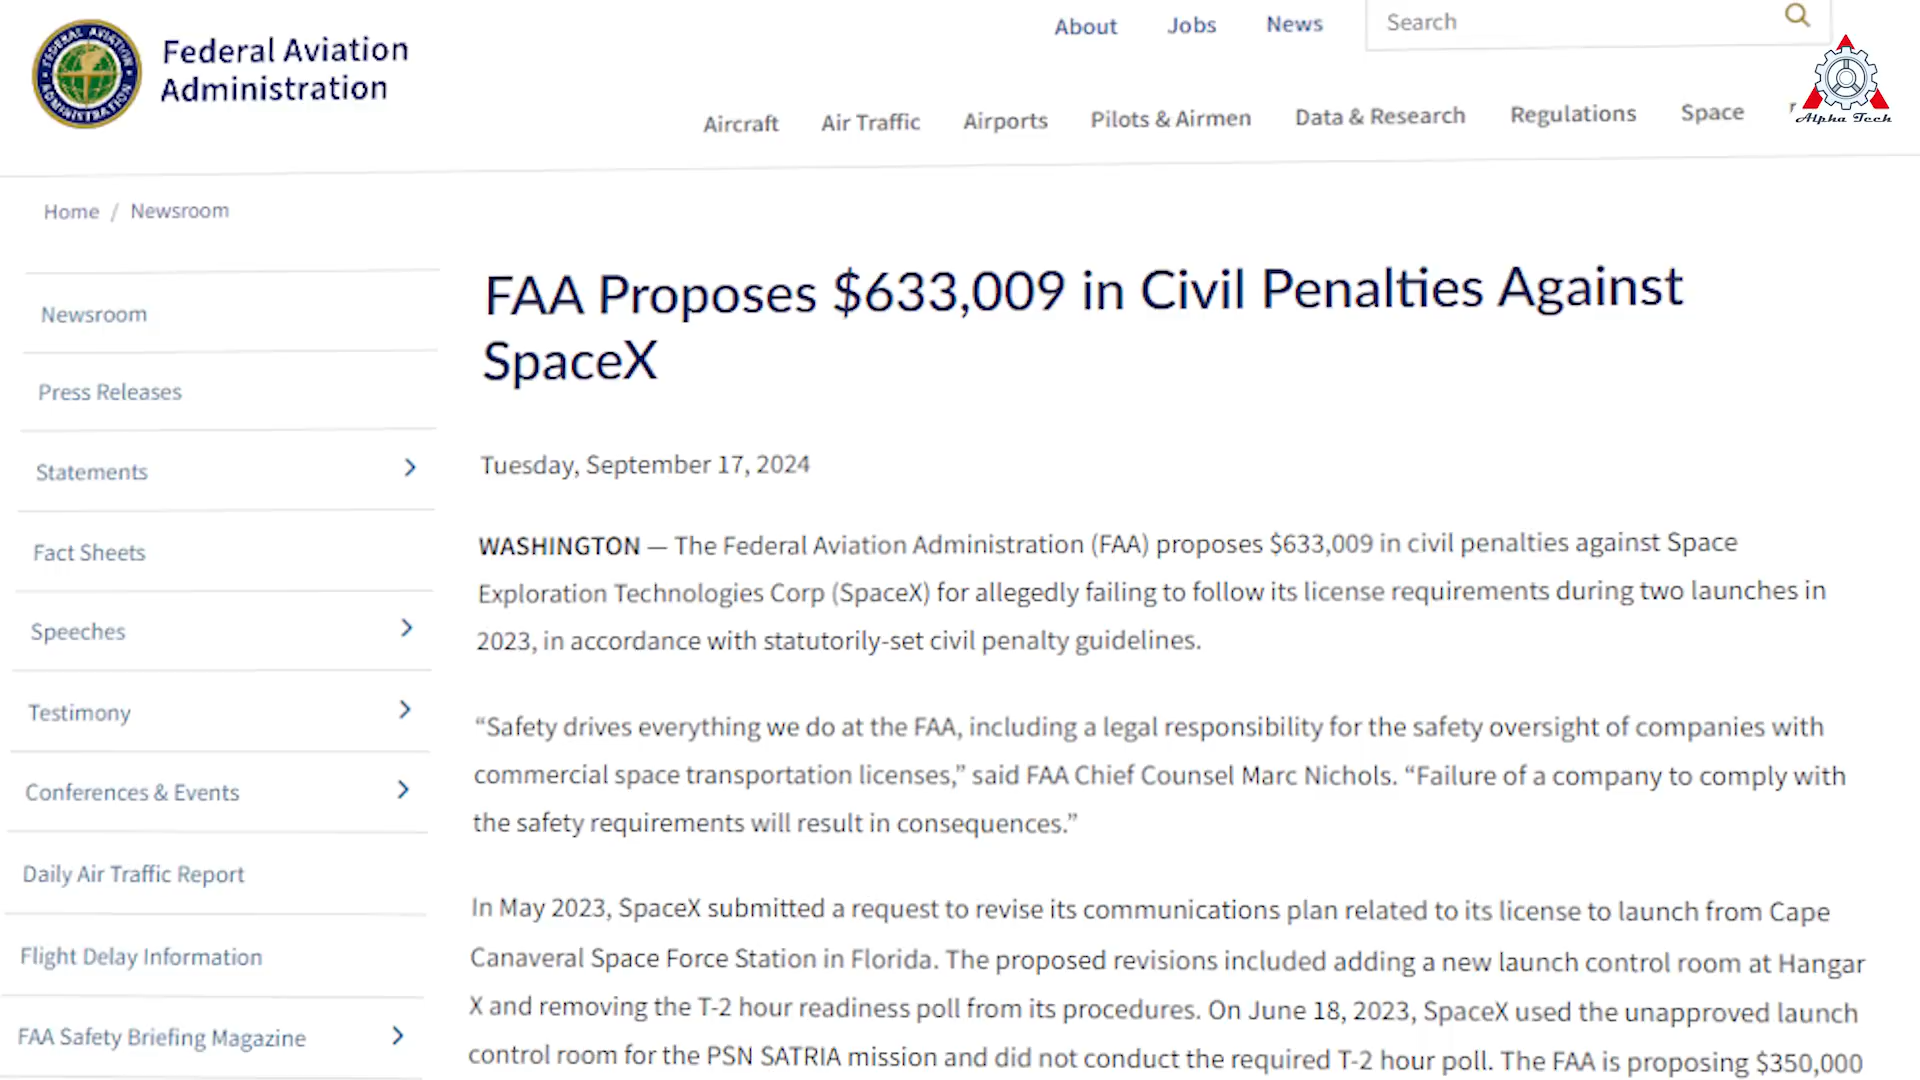 FEDERAL AVIATION
ADMINISTRATION
Federal Aviation
Administration
About
Jobs
News
Search
Aircraft
Air Traffic
Airports
Pilots & Airmen
Data & Research
Regulations
Space
Alpha Tech
Home / Newsroom
Newsroom
Press Releases
Statements
Fact Sheets
Speeches
Testimony
Conferences & Events
Daily Air Traffic Report
Flight Delay Information
FAA Safety Briefing Magazine
FAA Proposes $633,009 in Civil Penalties Against
SpaceX
Tuesday, September 17, 2024
WASHINGTON — The Federal Aviation Administration (FAA) proposes $633,009 in civil penalties against Space
Exploration Technologies Corp (SpaceX) for allegedly failing to follow its license requirements during two launches in
2023, in accordance with statutorily-set civil penalty guidelines.
“Safety drives everything we do at the FAA, including a legal responsibility for the safety oversight of companies with
commercial space transportation licenses,” said FAA Chief Counsel Marc Nichols. “Failure of a company to comply with
the safety requirements will result in consequences.”
In May 2023, SpaceX submitted a request to revise its communications plan related to its license to launch from Cape
Canaveral Space Force Station in Florida. The proposed revisions included adding a new launch control room at Hangar
X and removing the T-2 hour readiness poll from its procedures. On June 18, 2023, SpaceX used the unapproved launch
control room for the PSN SATRIA mission and did not conduct the required T-2 hour poll. The FAA is proposing $350,000